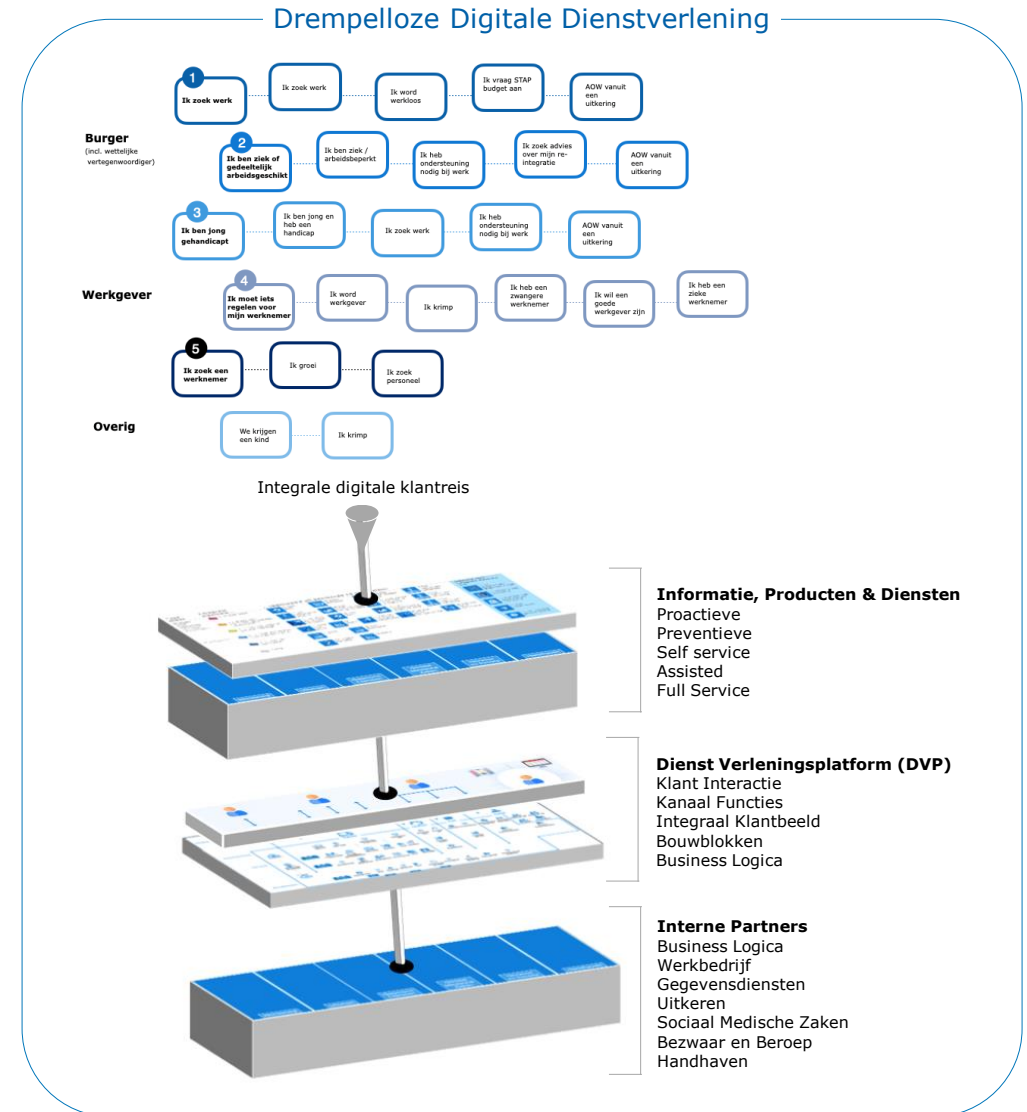 Drempelloze Digitale Dienstverlening
1
Ik zoek werk
Ik zoek werk
Ik word
werkloos
Ik vraag STAP
budget aan
AOW vanuit
een
uitkering
Burger
(incl. wettelijke
vertegenwoordiger)
2
Ik ben ziek of
gedeeltelijk
arbeidsgeschikt
Ik ben ziek /
arbeidsbeperkt
Ik heb
ondersteuning
nodig bij werk
Ik zoek advies
over mijn re-
integratie
AOW vanuit
een
uitkering
3
Ik ben jong
gehandicapt
Ik ben jong en
heb een
handicap
Ik zoek werk
Ik heb
ondersteuning
nodig bij werk
AOW vanuit
een
uitkering
Werkgever
4
Ik moet iets
regelen voor
mijn werknemer
Ik word
werkgever
Ik krimp
Ik heb een
zwangere
werknemer
Ik wil een
goede
werkgever zijn
Ik heb een
zieke
werknemer
5
Ik zoek een
werknemer
Ik groei
Ik zoek
personeel
Overig
We krijgen
een kind
Ik krimp
Integrale digitale klantreis
Informatie, Producten & Diensten
Proactieve
Preventieve
Self service
Assisted
Full Service
Dienst Verleningsplatform (DVP)
Klant Interactie
Kanaal Functies
Integraal Klantbeeld
Bouwblokken
Business Logica
Interne Partners
Business Logica
Werkbedrijf
Gegevensdiensten
Uitkeren
Sociaal Medische Zaken
Bezwaar en Beroep
Handhaven